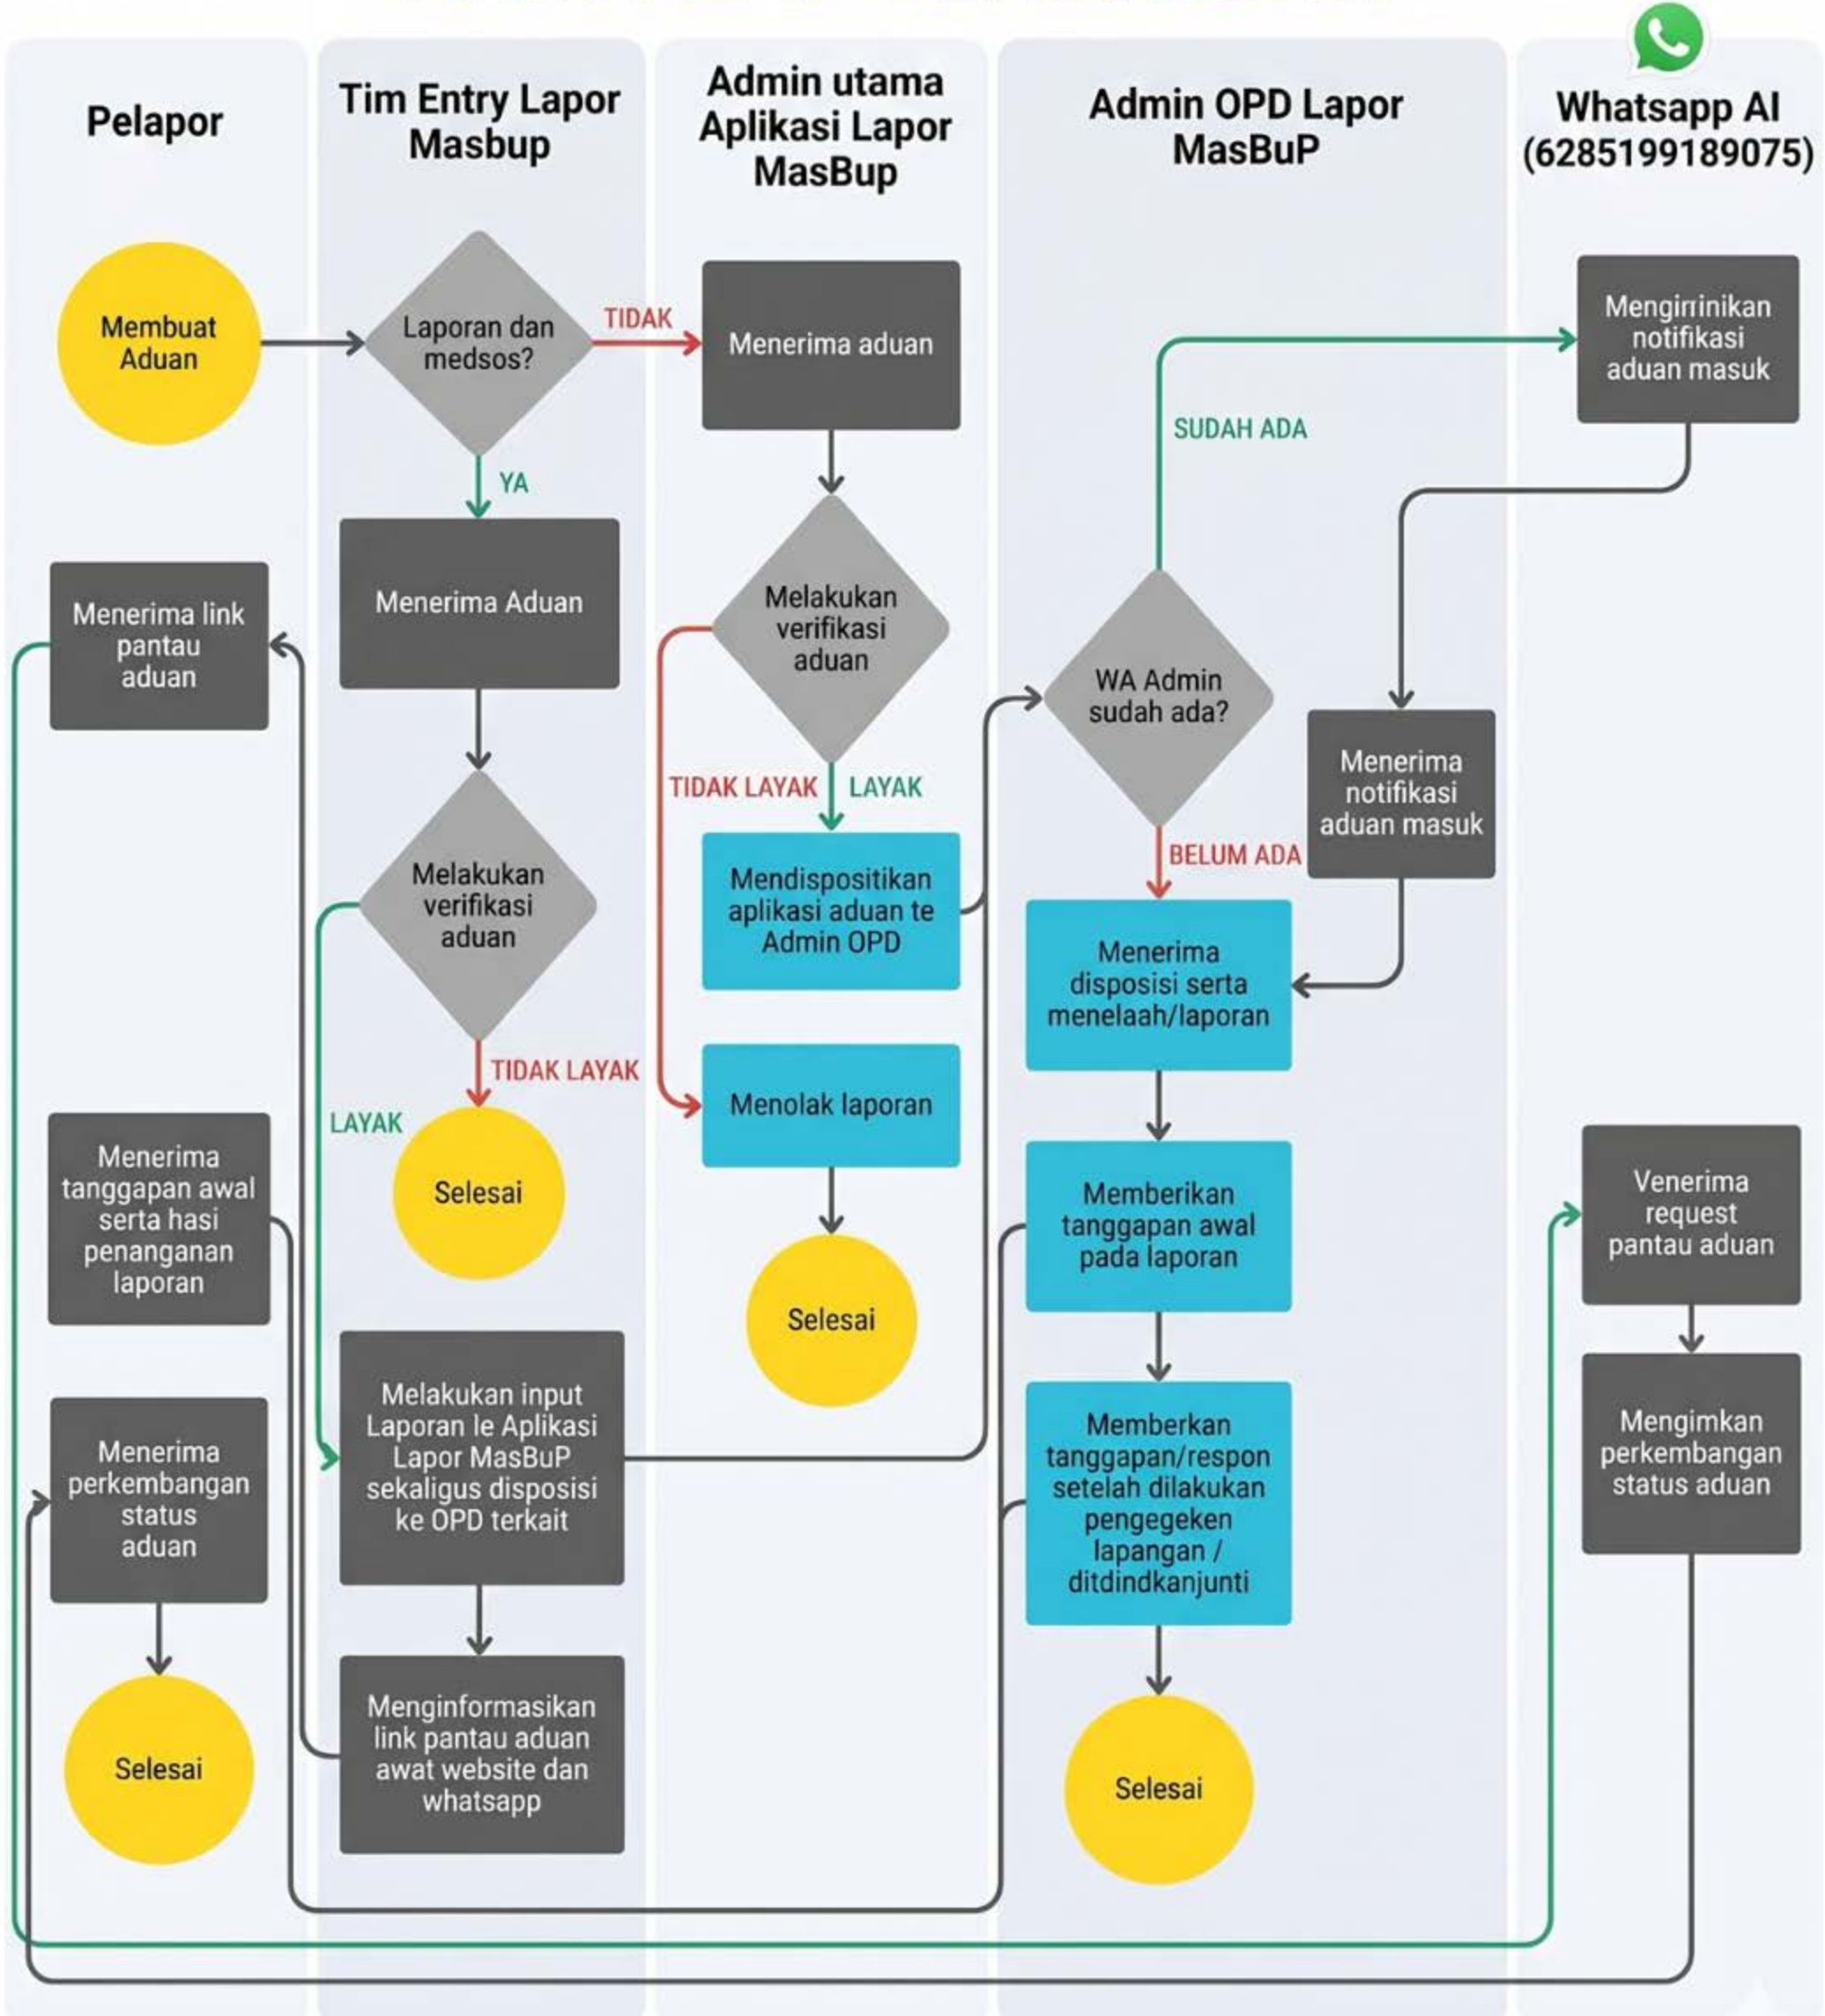 Pelapor
Tim Entry Lapor
Masbup
Admin utama
Aplikasi Lapor
MasBup
Admin OPD Lapor
MasBuP
Whatsapp AI
(6285199189075)
Membuat
Aduan
Laporan dan
medsos?
TIDAK
YA
Menerima aduan
Mengirrinikan
notifikasi
aduan masuk
SUDAH ADA
Menerima link
pantau
aduan
Menerima Aduan
Melakukan
verifikasi
aduan
WA Admin
sudah ada?
TIDAK LAYAK
LAYAK
BELUM ADA
Menerima
notifikasi
aduan masuk
Melakukan
verifikasi
aduan
Mendispositikan
aplikasi aduan te
Admin OPD
Menerima
disposisi serta
menelaah/laporan
TIDAK LAYAK
LAYAK
Menolak laporan
Menerima
tanggapan awal
serta hasi
penanganan
laporan
Selesai
Memberikan
tanggapan awal
pada laporan
Venerima
request
pantau aduan
Selesai
Melakukan input
Laporan le Aplikasi
Lapor MasBuP
sekaligus disposisi
ke OPD terkait
Memberkan
tanggapan/respon
setelah dilakukan
pengegeken
lapangan /
ditdindkanjunti
Mengimkan
perkembangan
status aduan
Menerima
perkembangan
status
aduan
Selesai
Menginformasikan
link pantau aduan
awat website dan
whatsapp
Selesai